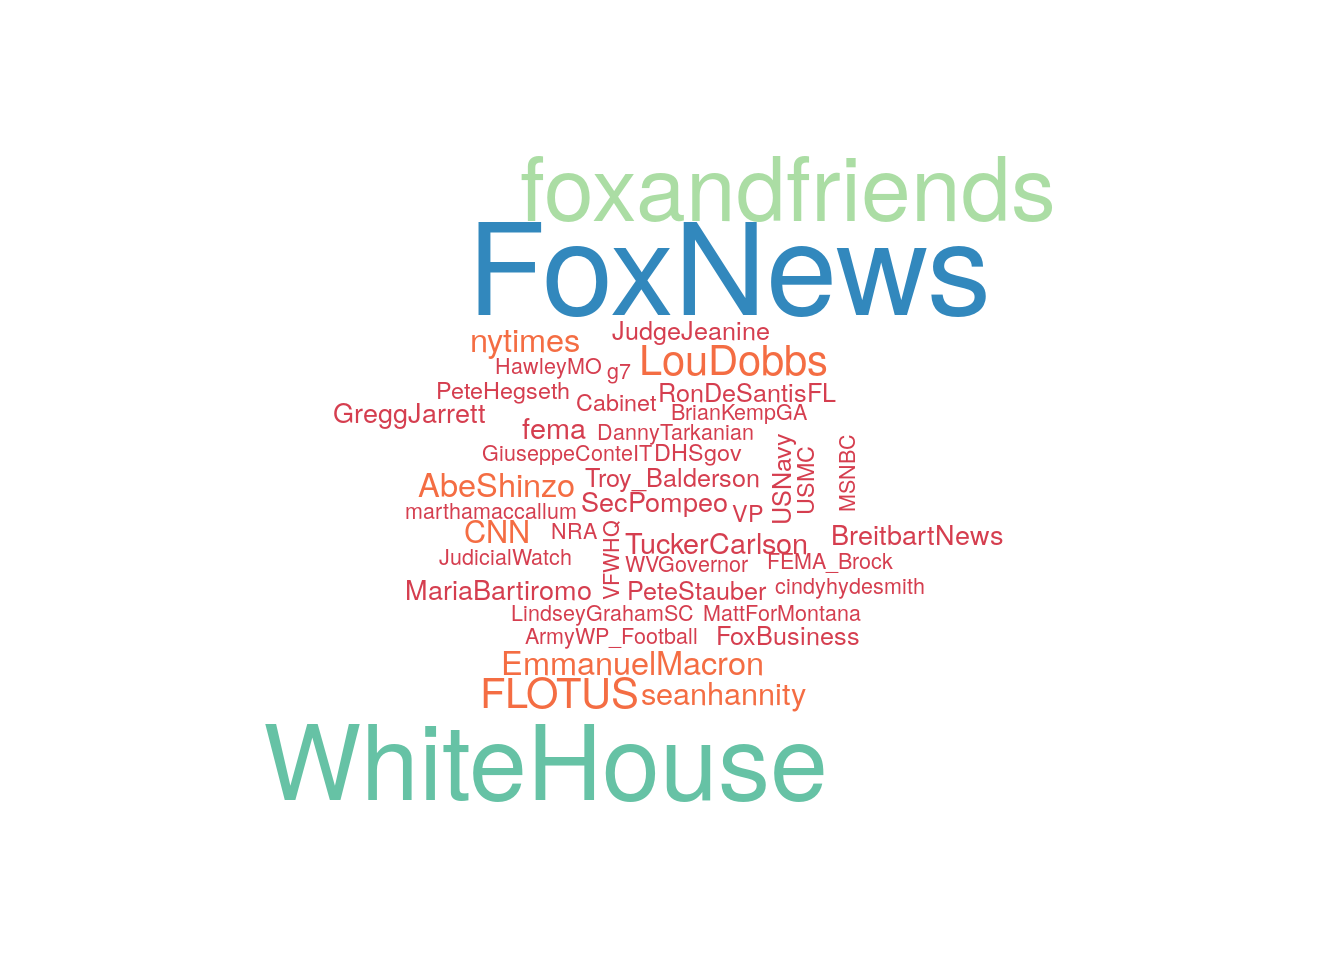 foxandfriends
FoxNews
JudgeJeanine
nytimes
LouDobbs
HawleyMO
g7
PeteHegseth
RonDeSantisFL
Cabinet
GreggJarrett
BrianKempGA
fema
DannyTarkanian
GiuseppeConteIT
DHSgov
USNavy
USMC
MSNBC
Troy_Balderson
AbeShinzo
SecPompeo
marthamaccallum
VP
CNN
NRA
VFWHQ
BreitbartNews
TuckerCarlson
JudicialWatch
WVGovernor
FEMA_Brock
MariaBartiromo
PeteStauber
cindyhydesmith
LindseyGrahamSC
MattForMontana
ArmyWP_Football
FoxBusiness
EmmanuelMacron
FLOTUS
seanhannity
WhiteHouse